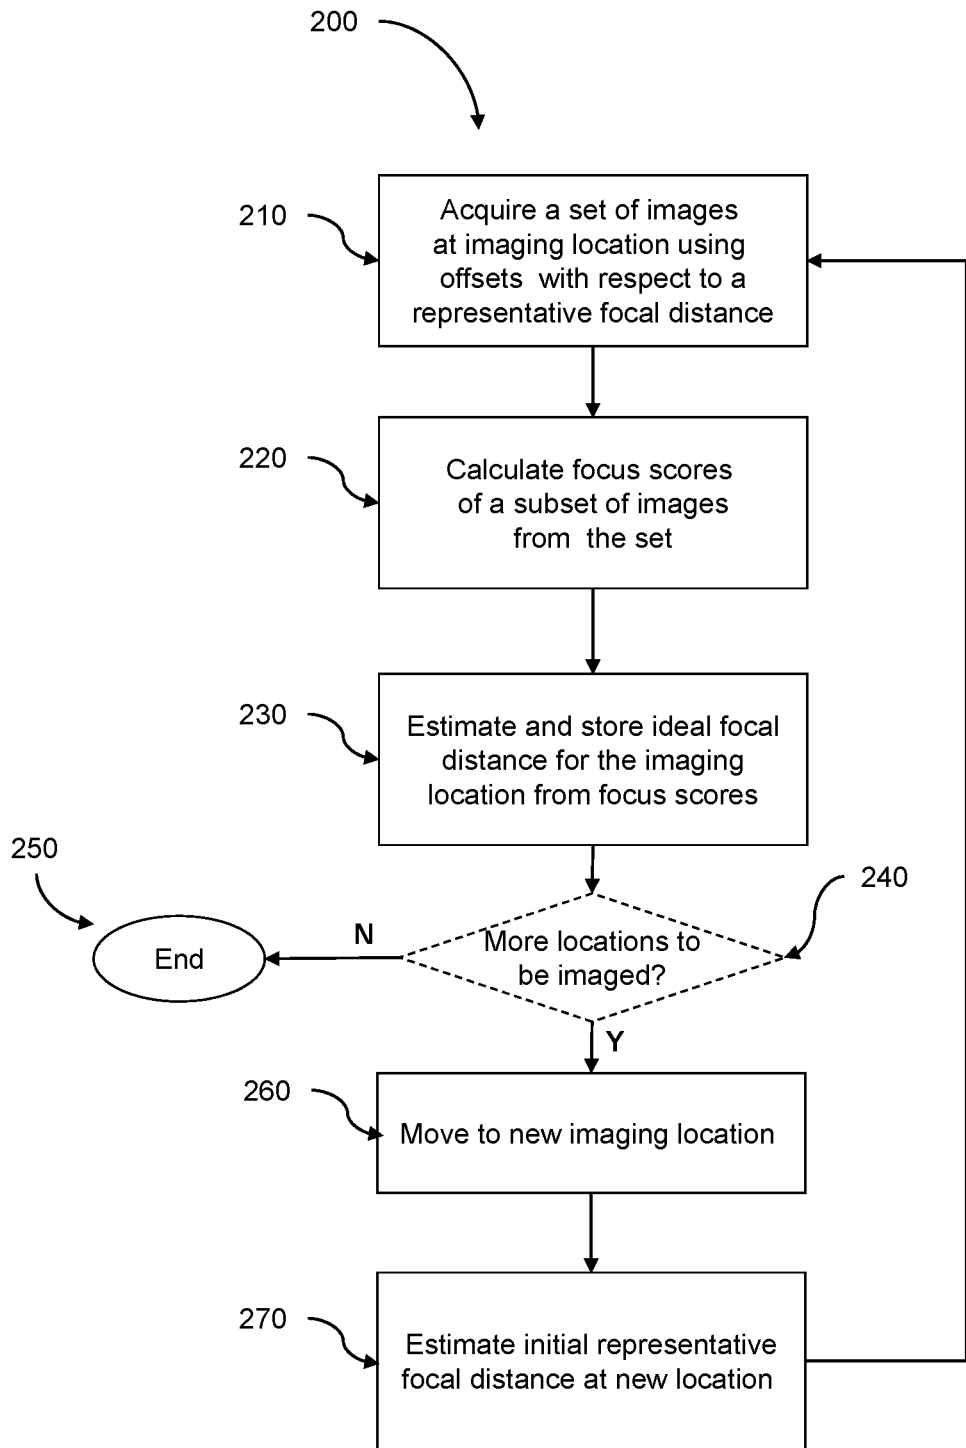 200
210
Acquire a set of images
at imaging location using
offsets with respect to a
representative focal distance
220
Calculate focus scores
of a subset of images
from the set
230
Estimate and store ideal focal
distance for the imaging
location from focus scores
250
240
End
N
More locations to
be imaged?
Y
260
Move to new imaging location
270
Estimate initial representative
focal distance at new location